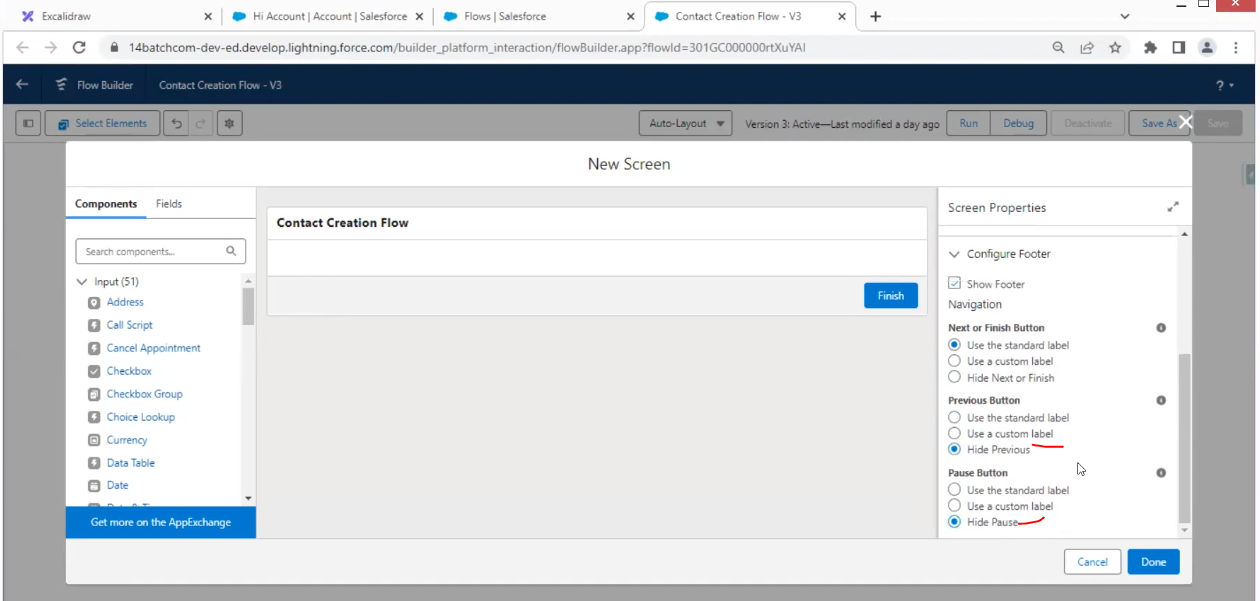 Excalidraw
Hi Account | Account | Salesforce
Flows | Salesforce
Contact Creation Flow - V3
14batchcom-dev-ed.develop.lightning.force.com/builder_platform_interaction/flowBuilder.app?flowId=301GC000000rtXuYAI
Flow Builder
Contact Creation Flow - V3
?
Select Elements
Auto-Layout
Version 3: Active—Last modified a day ago
Run
Debug
Deactivate
Save As
Save
New Screen
Components
Fields
Search components...
Input (51)
Address
Call Script
Cancel Appointment
Checkbox
Checkbox Group
Choice Lookup
Currency
Data Table
Date
Get more on the AppExchange
Contact Creation Flow
Finish
Screen Properties
Configure Footer
Show Footer
Navigation
Next or Finish Button
Use the standard label
Use a custom label
Hide Next or Finish
Previous Button
Use the standard label
Use a custom label
Hide Previous
Pause Button
Use the standard label
Use a custom label
Hide Pause
Cancel
Done